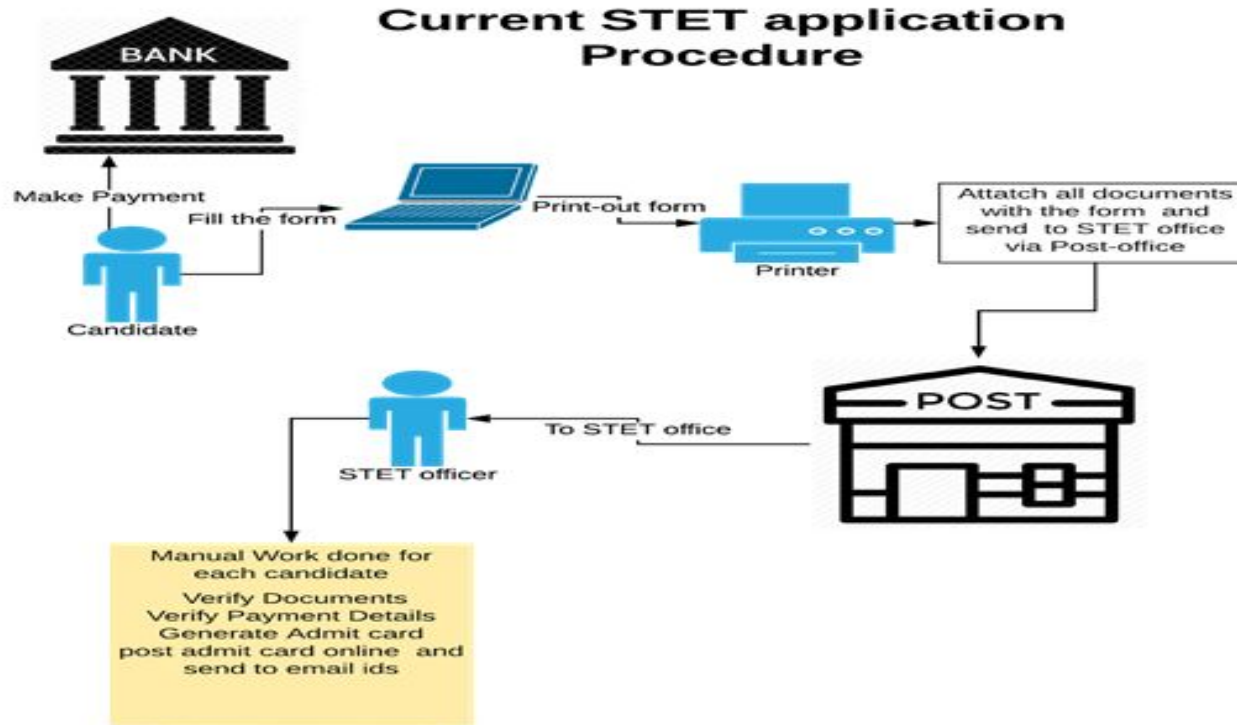 Current STET application
Procedure
BANK
Make Payment
Fill the form
Candidate
Print-out form
Printer
Attatch all documents
with the form and
send to STET office
via Post-office
POST
To STET office
STET officer
Manual Work done for
each candidate
Verify Documents
Verify Payment Details
Generate Admit card
post admit card online and
send to email ids